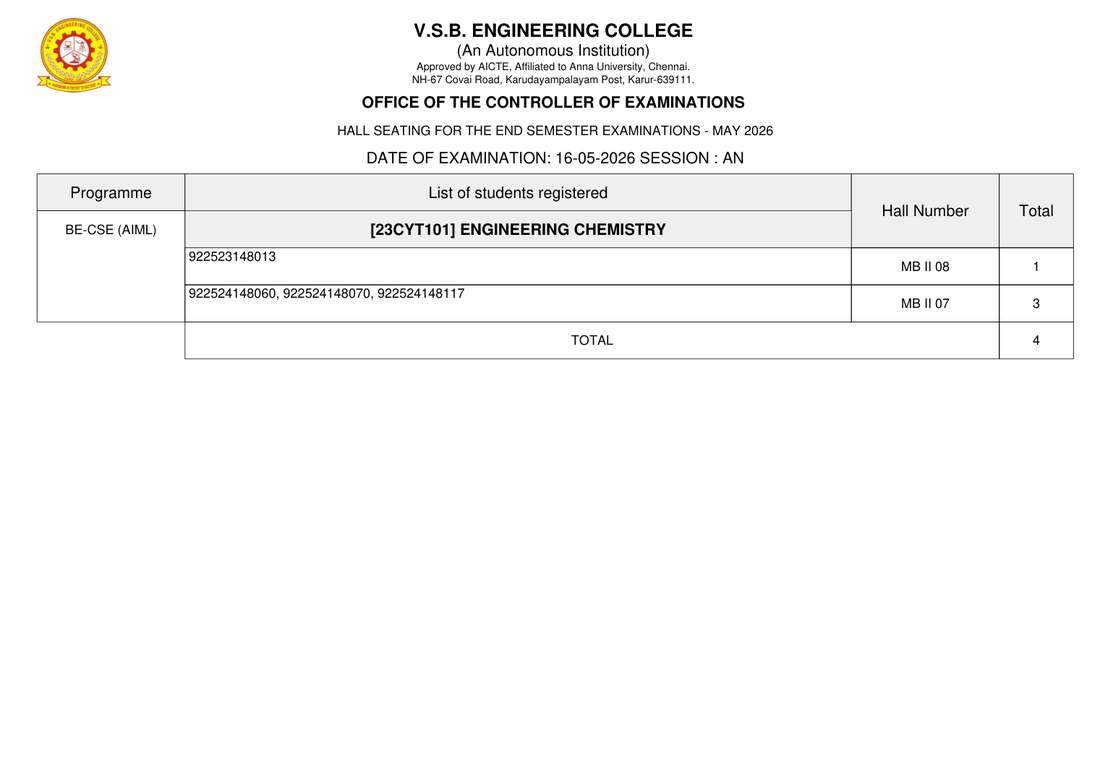 V.S.B. ENGINEERING COLLEGE
(An Autonomous Institution)
Approved by AICTE, Affiliated to Anna University, Chennai.
NH-67 Covai Road, Karudayampalayam Post, Karur-639111.
OFFICE OF THE CONTROLLER OF EXAMINATIONS
HALL SEATING FOR THE END SEMESTER EXAMINATIONS - MAY 2026
DATE OF EXAMINATION: 16-05-2026 SESSION : AN
Programme List of students registered Hall Number Total
BE-CSE (AIML) [23CYT101] ENGINEERING CHEMISTRY
922523148013 MB II 08 1
922524148060, 922524148070, 922524148117 MB II 07 3
TOTAL 4